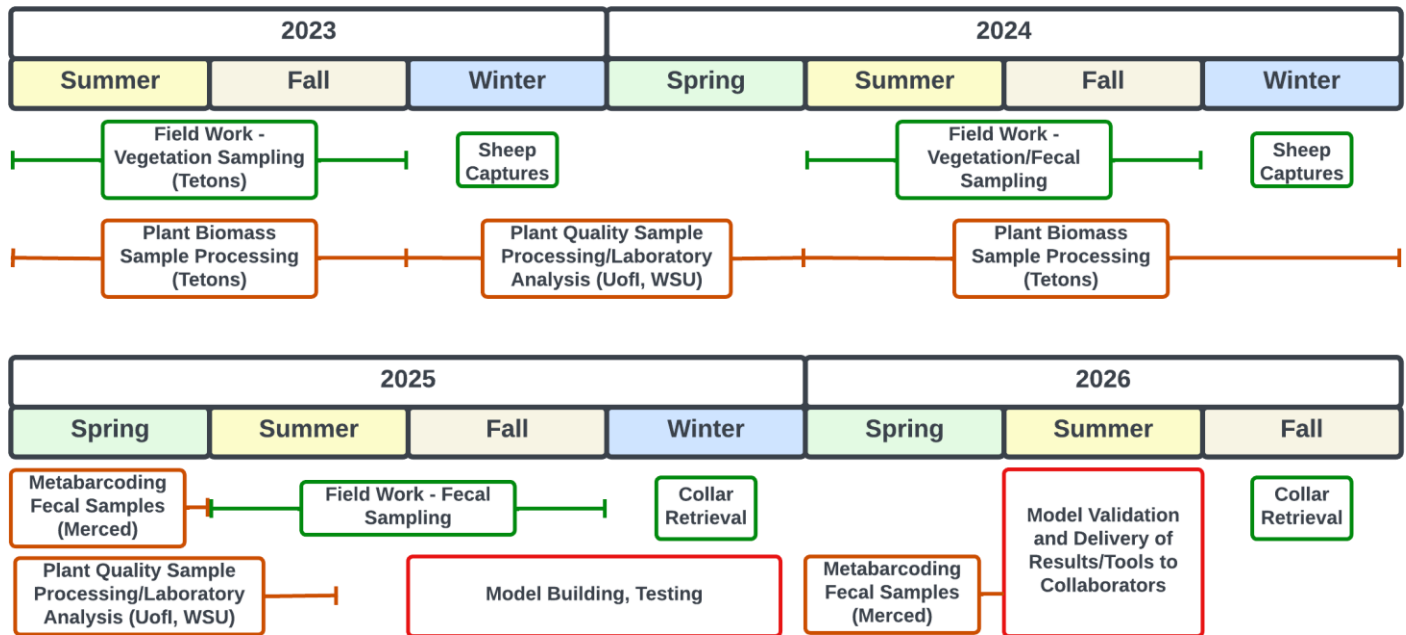 2023
2024
Summer
Fall
Winter
Spring
Summer
Fall
Winter
Field Work -
Vegetation Sampling
(Tetons)
Sheep
Captures
Field Work -
Vegetation/Fecal
Sampling
Sheep
Captures
Plant Biomass
Sample Processing
(Tetons)
Plant Quality Sample
Processing/Laboratory
Analysis (UofI, WSU)
Plant Biomass
Sample Processing
(Tetons)
2025
2026
Spring
Summer
Fall
Winter
Spring
Summer
Fall
Metabarcoding
Fecal Samples
(Merced)
Field Work - Fecal
Sampling
Collar
Retrieval
Model Validation
and Delivery of
Results/Tools to
Collaborators
Collar
Retrieval
Plant Quality Sample
Processing/Laboratory
Analysis (UofI, WSU)
Model Building, Testing
Metabarcoding
Fecal Samples
(Merced)